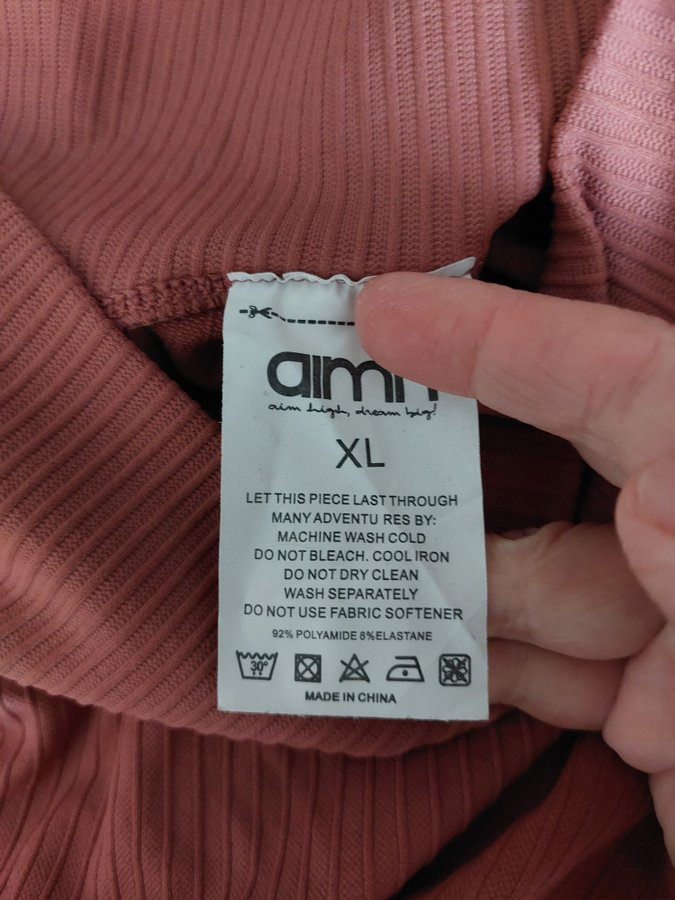 aim high, dream big!
XL
LET THIS PIECE LAST THROUGH
MANY ADVENTU RES BY:
MACHINE WASH COLD
DO NOT BLEACH. COOL IRON
DO NOT DRY CLEAN
WASH SEPARATELY
DO NOT USE FABRIC SOFTENER
92% POLYAMIDE 8%ELASTANE
30°
MADE IN CHINA